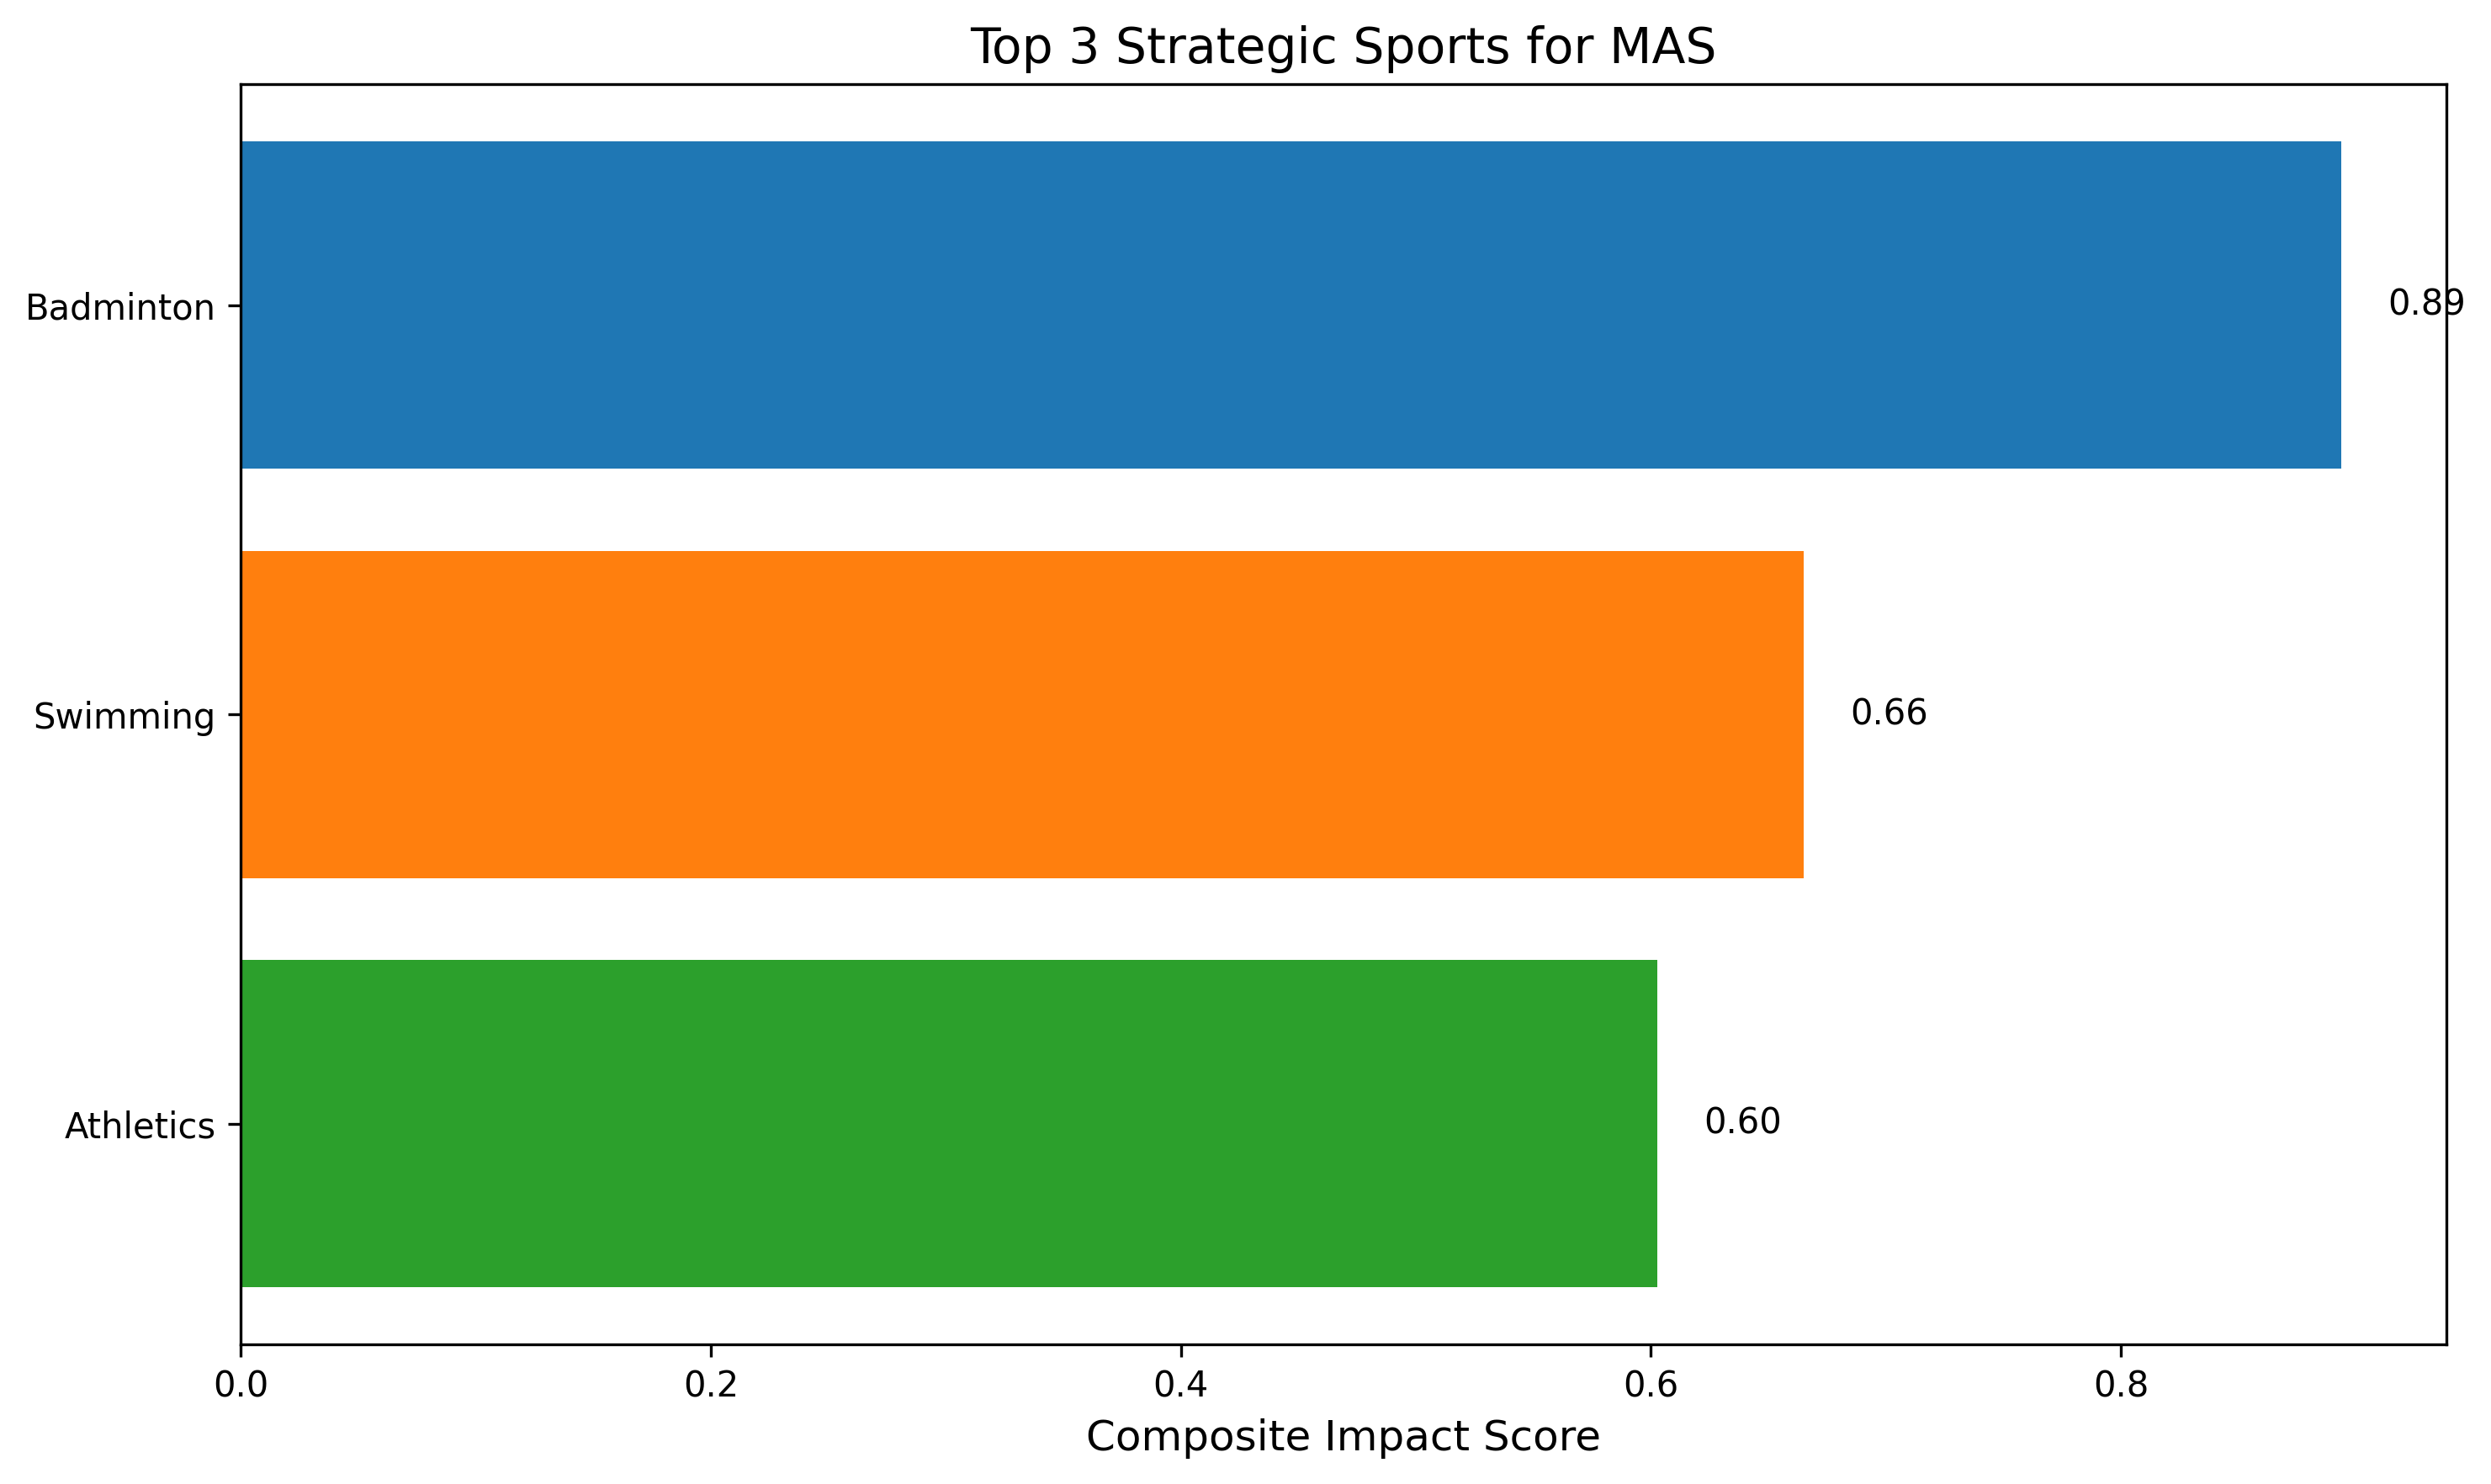 Top 3 Strategic Sports for MAS
Badminton
0.89
Swimming
0.66
Athletics
0.60
0.0 0.2 0.4 0.6 0.8
Composite Impact Score